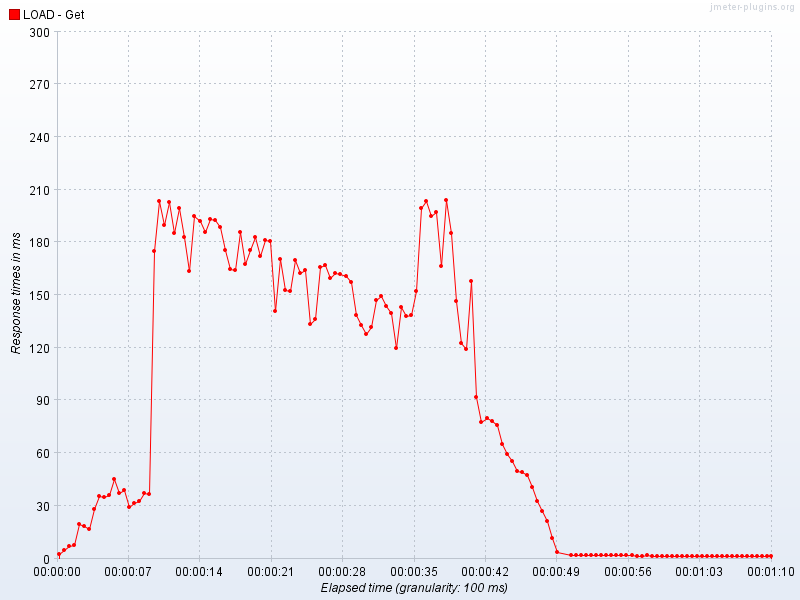 jmeter-plugins.org
LOAD - Get
300
270
240
210
180
150
120
90
60
30
0
Response times in ms
00:00:00 00:00:07 00:00:14 00:00:21 00:00:28 00:00:35 00:00:42 00:00:49 00:00:56 00:01:03 00:01:10
Elapsed time (granularity: 100 ms)